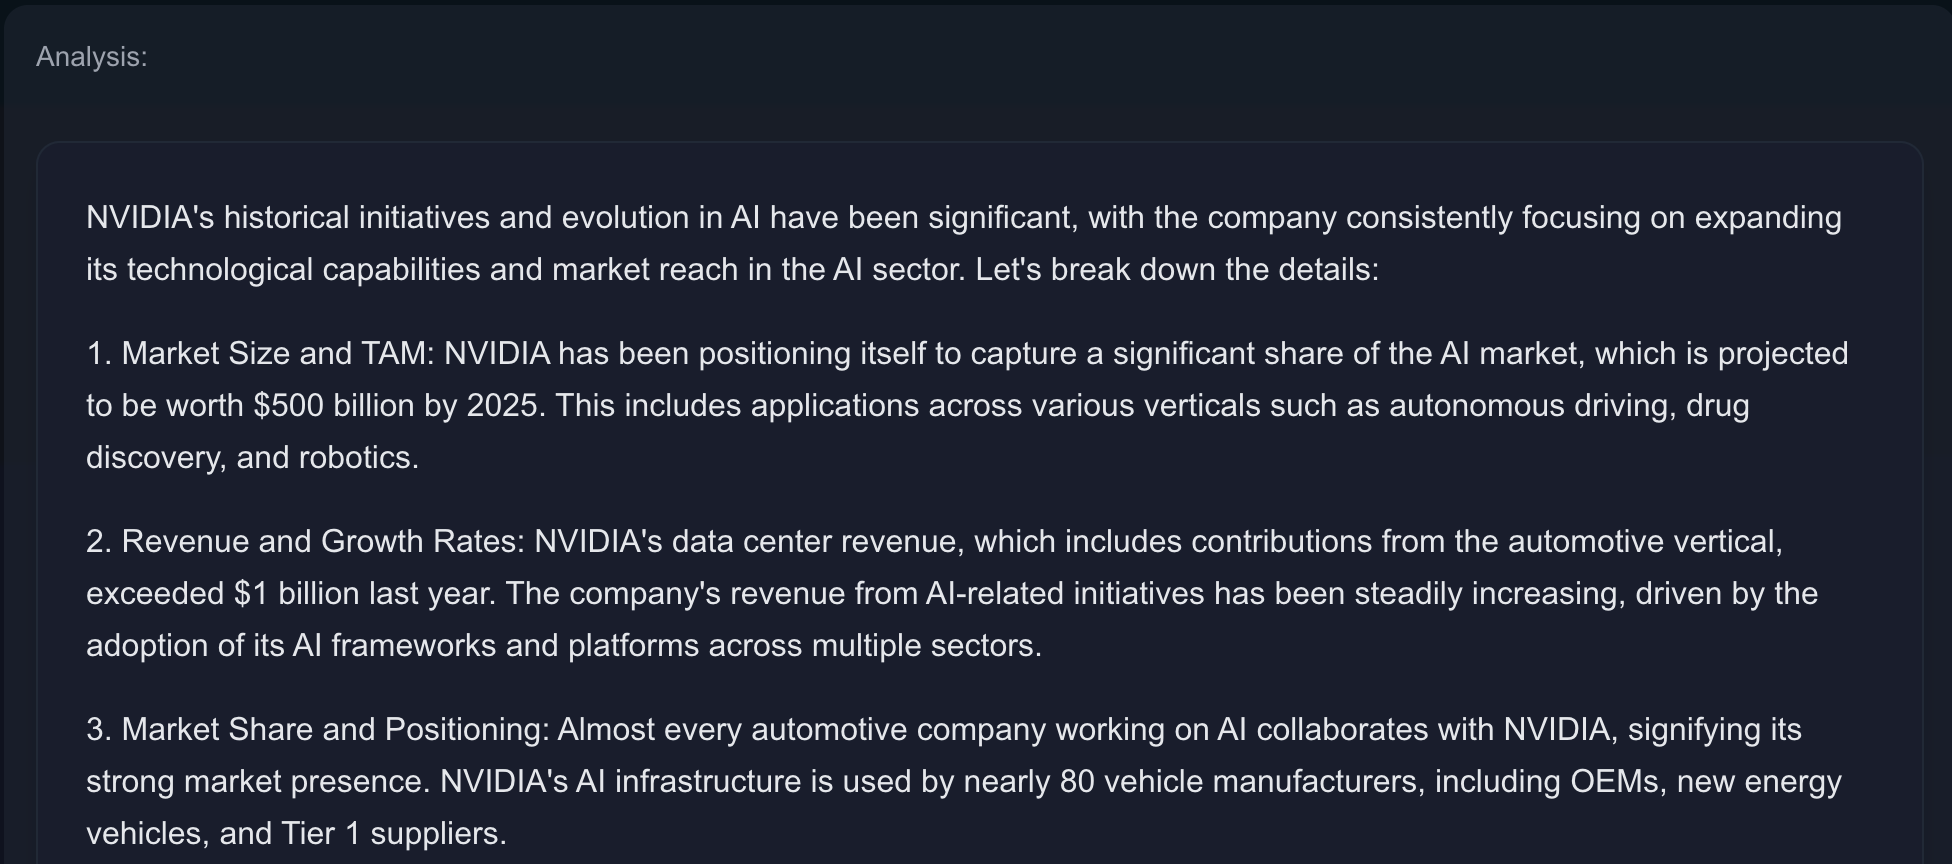 Analysis:
NVIDIA's historical initiatives and evolution in AI have been significant, with the company consistently focusing on expanding
its technological capabilities and market reach in the AI sector. Let's break down the details:
1. Market Size and TAM: NVIDIA has been positioning itself to capture a significant share of the AI market, which is projected
to be worth $500 billion by 2025. This includes applications across various verticals such as autonomous driving, drug
discovery, and robotics.
2. Revenue and Growth Rates: NVIDIA's data center revenue, which includes contributions from the automotive vertical,
exceeded $1 billion last year. The company's revenue from AI-related initiatives has been steadily increasing, driven by the
adoption of its AI frameworks and platforms across multiple sectors.
3. Market Share and Positioning: Almost every automotive company working on AI collaborates with NVIDIA, signifying its
strong market presence. NVIDIA's AI infrastructure is used by nearly 80 vehicle manufacturers, including OEMs, new energy
vehicles, and Tier 1 suppliers.